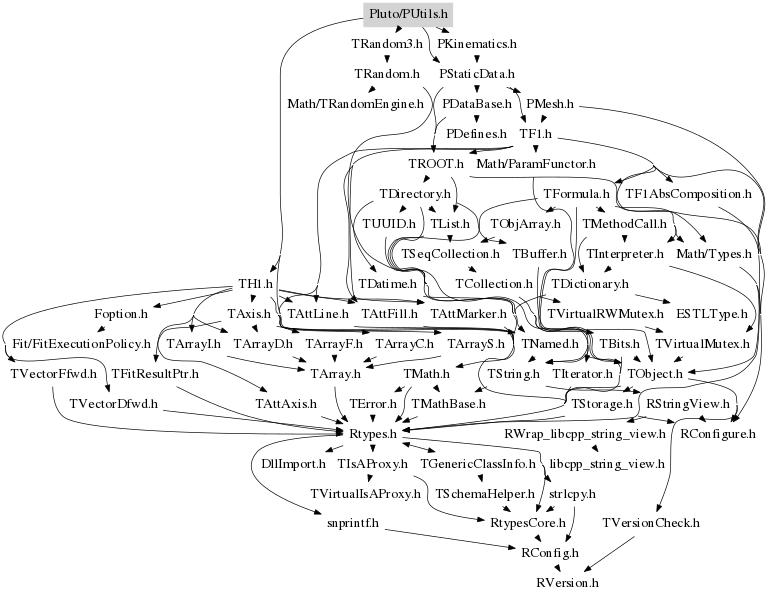 Pluto/PUtils.h
TRandom3.h PKinematics.h
TRandom.h PStaticData.h
Math/TRandomEngine.h PDataBase.h PMesh.h
PDefines.h TF1.h
TROOT.h Math/ParamFunctor.h
TDirectory.h TFormula.h TF1AbsComposition.h
TUUID.h TList.h TObjArray.h TMethodCall.h
TSeqCollection.h TBuffer.h TInterpreter.h Math/Types.h
TH1.h TDatime.h TCollection.h TDictionary.h
Foption.h TAxis.h TAttLine.h TAttFill.h TAttMarker.h TVirtualRWMutex.h ESTLType.h
Fit/FitExecutionPolicy.h TArrayI.h TArrayD.h TArrayF.h TArrayC.h TArrayS.h TNamed.h TBits.h TVirtualMutex.h
TVectorFfwd.h TFitResultPtr.h TArray.h TMath.h TString.h TIterator.h TObject.h
TVectorDfwd.h TAttAxis.h TError.h TMathBase.h TStorage.h RStringView.h
Rtypes.h RWrap_libcpp_string_view.h RConfigure.h
DllImport.h TIsAProxy.h TGenericClassInfo.h libcpp_string_view.h
TVirtualIsAProxy.h TSchemaHelper.h strlcpy.h
snprintf.h RtypesCore.h TVersionCheck.h
RConfig.h
RVersion.h